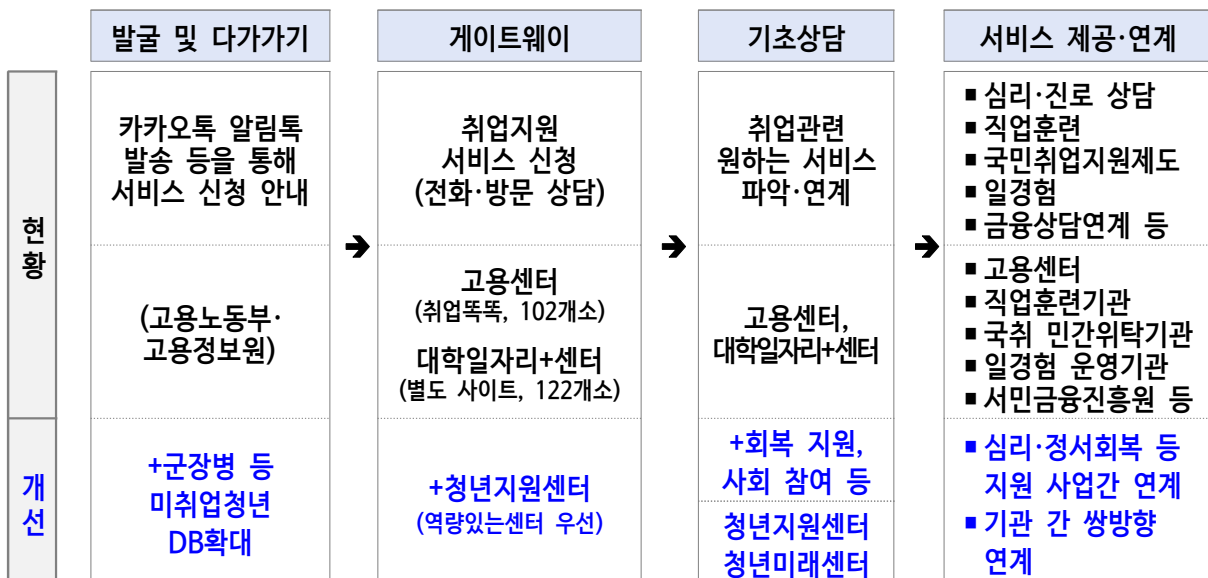 발굴 및 다가가기
게이트웨이
기초상담
서비스 제공·연계
현
황
카카오톡 알림톡
발송 등을 통해
서비스 신청 안내
(고용노동부·
고용정보원)
➔
취업지원
서비스 신청
(전화·방문 상담)
고용센터
(취업똑똑, 102개소)
대학일자리+센터
(별도 사이트, 122개소)
➔
취업관련
원하는 서비스
파악·연계
고용센터,
대학일자리+센터
➔
■ 심리·진로 상담
■ 직업훈련
■ 국민취업지원제도
■ 일경험
■ 금융상담연계 등
■ 고용센터
■ 직업훈련기관
■ 국취 민간위탁기관
■ 일경험 운영기관
■ 서민금융진흥원 등
개
선
+군장병 등
미취업청년
DB확대
+청년지원센터
(역량있는센터 우선)
+회복 지원,
사회 참여 등
청년지원센터
청년미래센터
■ 심리·정서회복 등
지원 사업간 연계
■ 기관 간 쌍방향
연계